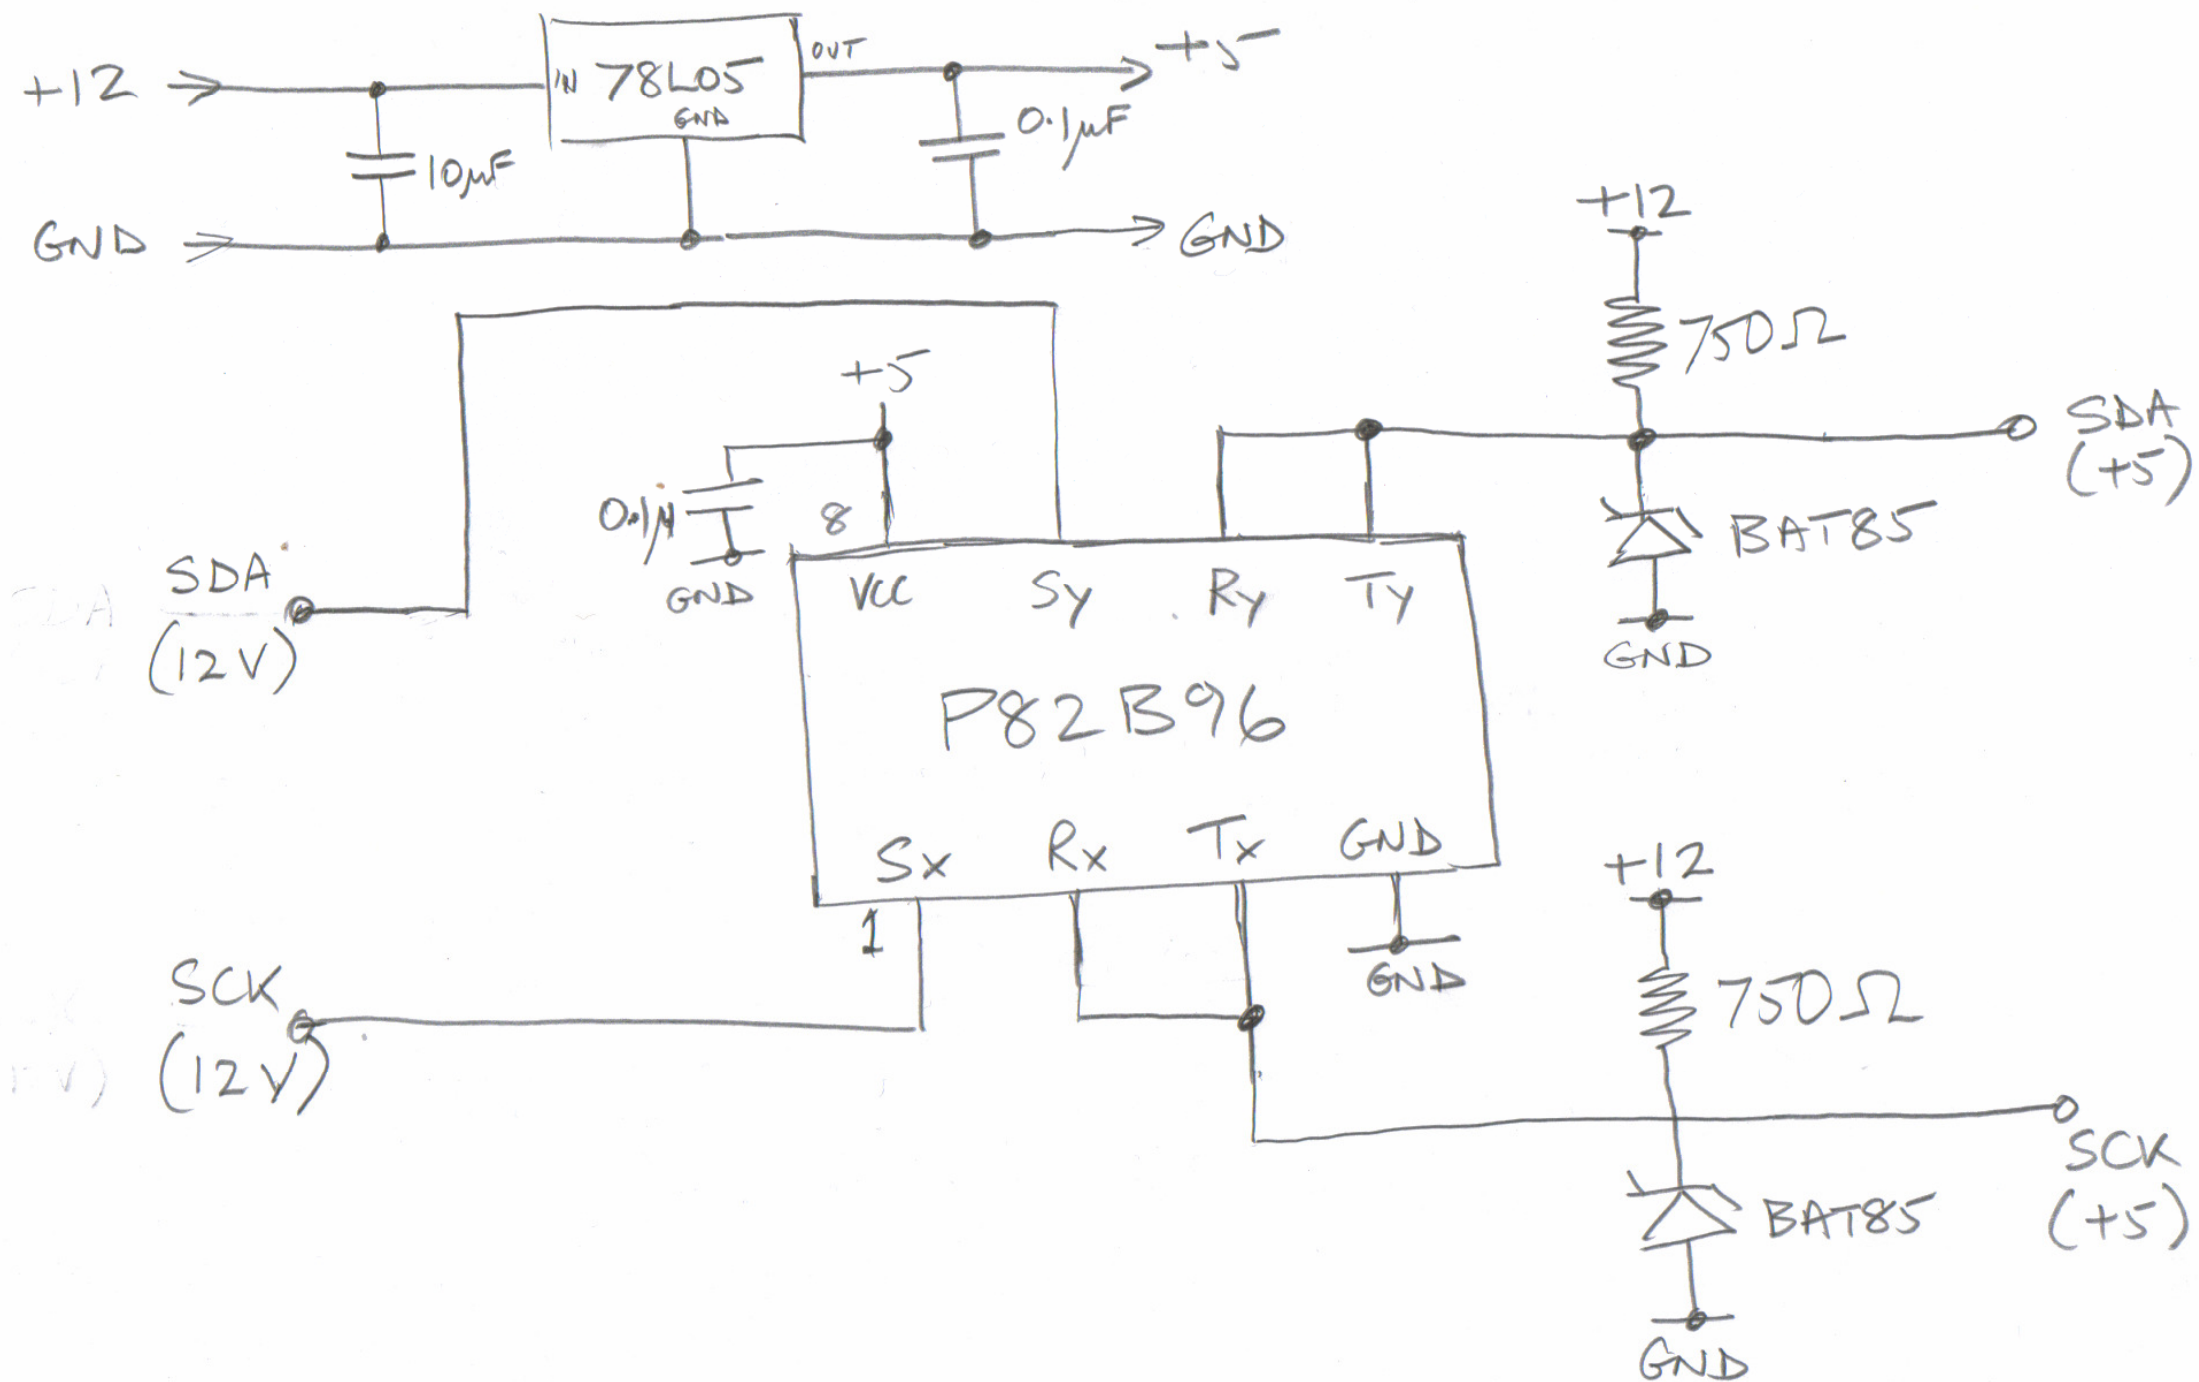 +12
IN 78L05 OUT
GND
+5
10µF
0.1µF
GND
GND
+12
750Ω
+5
SDA
(+5)
0.1µ
8
GND
BAT85
GND
SDA
(12V)
VCC Sy Ry Ty
P82B96
Sx Rx Tx GND
1
GND
+12
750Ω
SCK
(12V)
SCK
(+5)
BAT85
GND